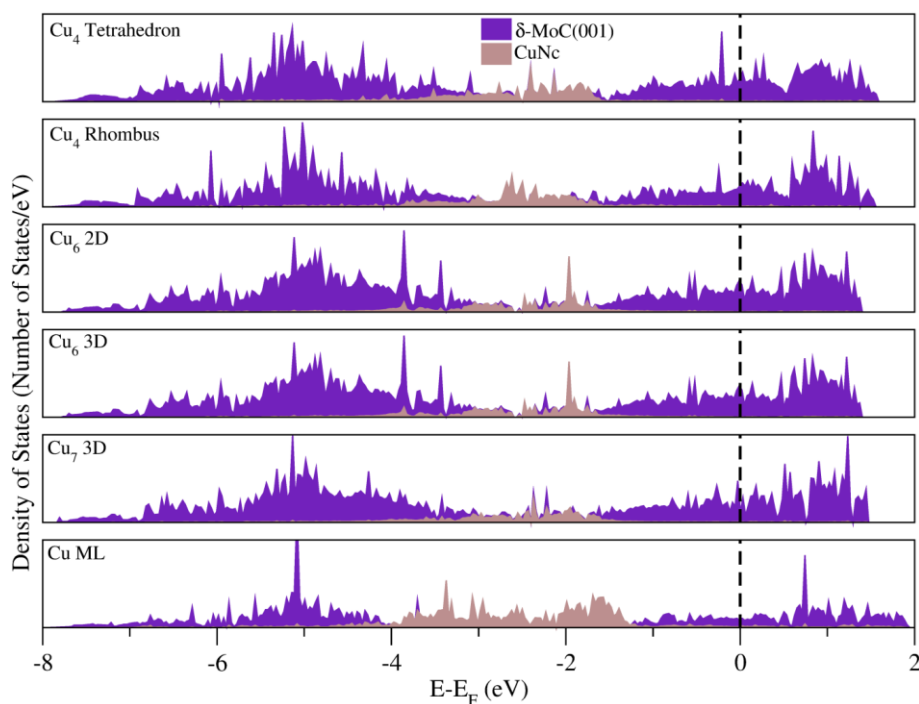 Cu₄ Tetrahedron
δ-MoC(001)
CuNc
Cu₄ Rhombus
Cu₆ 2D
Cu₆ 3D
Cu₇ 3D
Cu ML
Density of States (Number of States/eV)
-8 -6 -4 -2 0 2
E-E_F (eV)